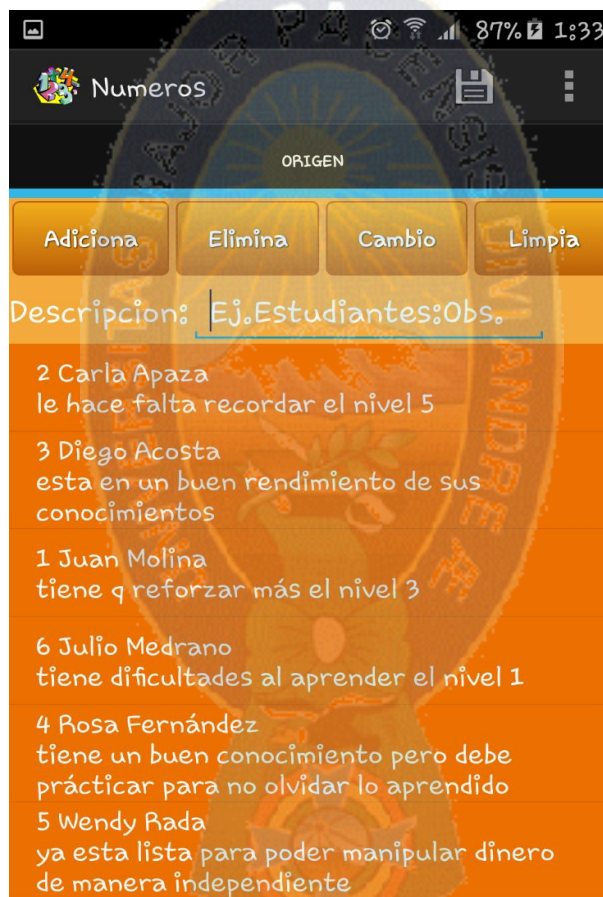 87% 1:33
Numeros
ORIGEN
Adiciona Elimina Cambio Limpia
Descripcion: Ej.Estudiantes:Obs.
2 Carla Apaza
le hace falta recordar el nivel 5
3 Diego Acosta
esta en un buen rendimiento de sus
conocimientos
1 Juan Molina
tiene q reforzar más el nivel 3
6 Julio Medrano
tiene dificultades al aprender el nivel 1
4 Rosa Fernández
tiene un buen conocimiento pero debe
prácticar para no olvidar lo aprendido
5 Wendy Rada
ya esta lista para poder manipular dinero
de manera independiente